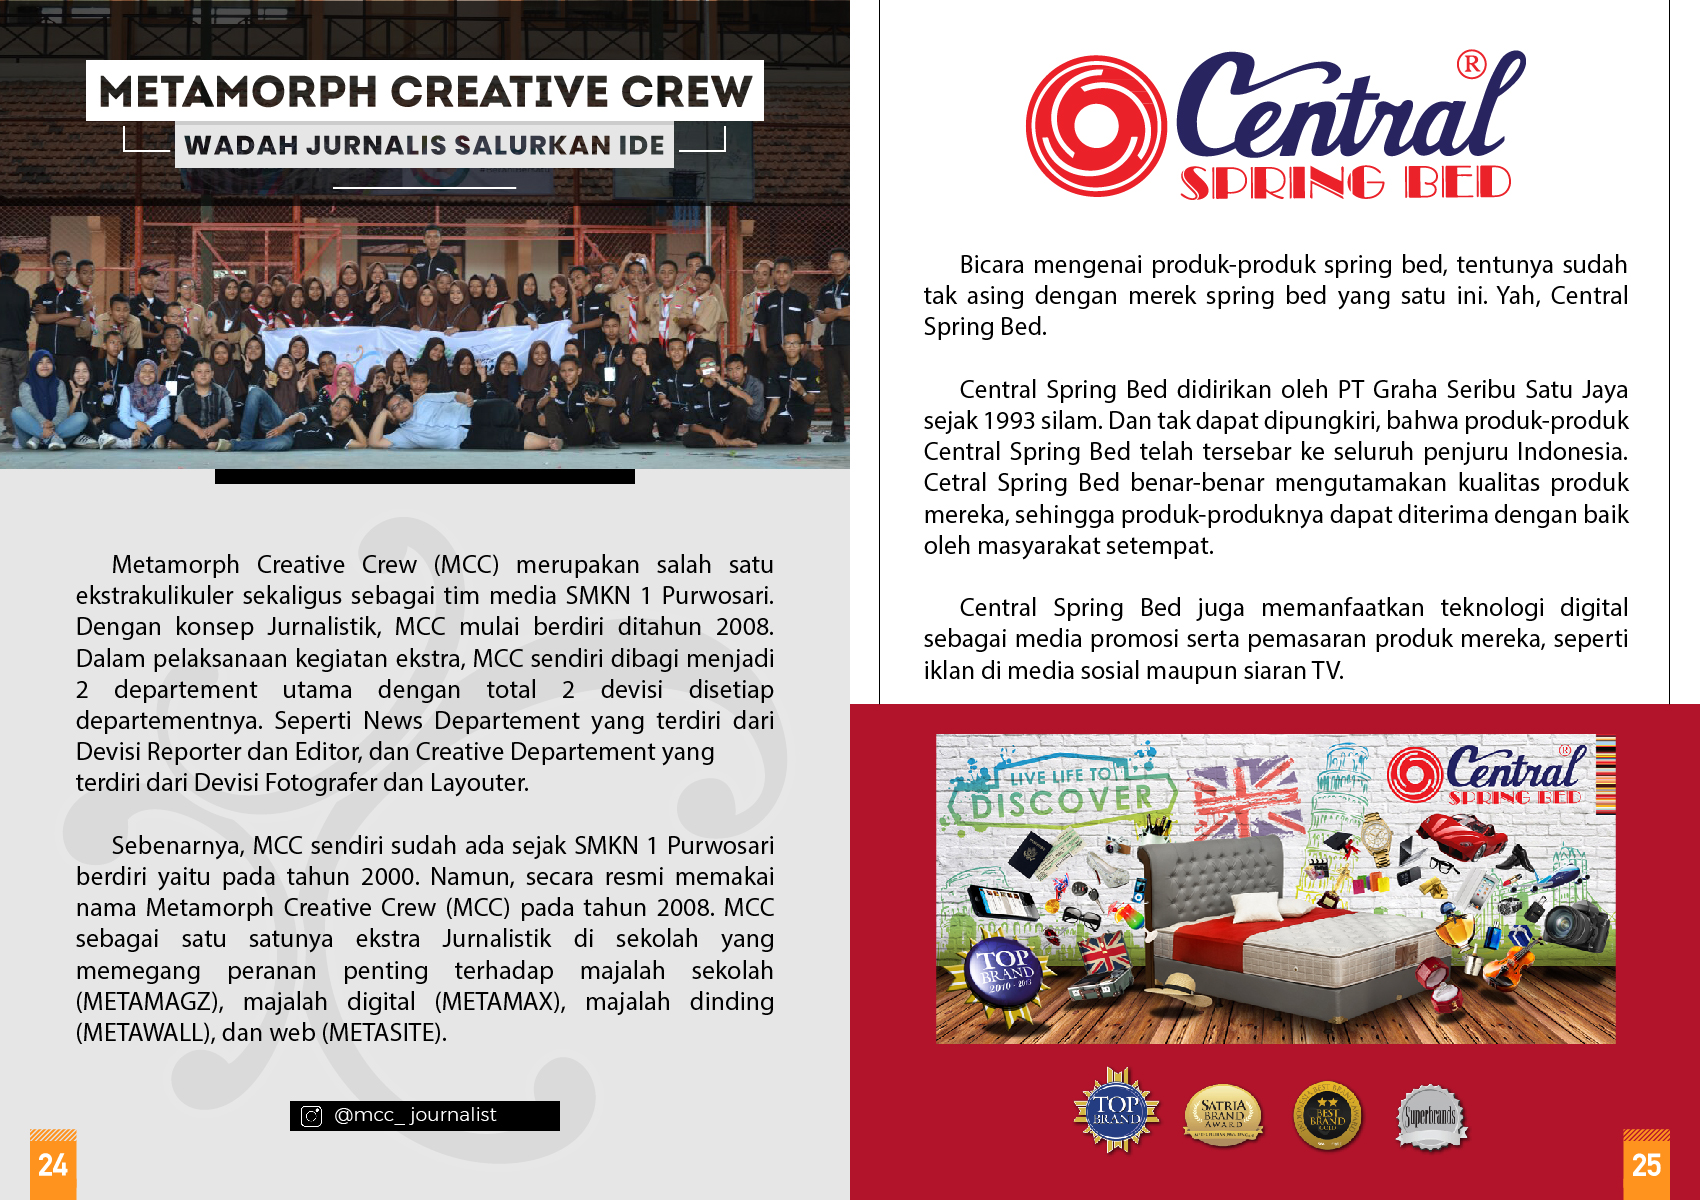 METAMORPH CREATIVE CREW
WADAH JURNALIS SALURKAN IDE
Metamorph Creative Crew (MCC) merupakan salah satu
ekstrakulikuler sekaligus sebagai tim media SMKN 1 Purwosari.
Dengan konsep Jurnalistik, MCC mulai berdiri ditahun 2008.
Dalam pelaksanaan kegiatan ekstra, MCC sendiri dibagi menjadi
2 departement utama dengan total 2 devisi disetiap
departementnya. Seperti News Departement yang terdiri dari
Devisi Reporter dan Editor, dan Creative Departement yang
terdiri dari Devisi Fotografer dan Layouter.
Sebenarnya, MCC sendiri sudah ada sejak SMKN 1 Purwosari
berdiri yaitu pada tahun 2000. Namun, secara resmi memakai
nama Metamorph Creative Crew (MCC) pada tahun 2008. MCC
sebagai satu satunya ekstra Jurnalistik di sekolah yang
memegang peranan penting terhadap majalah sekolah
(METAMAGZ), majalah digital (METAMAX), majalah dinding
(METAWALL), dan web (METASITE).
@mcc_ journalist
24
Central ®
SPRING BED
Bicara mengenai produk-produk spring bed, tentunya sudah
tak asing dengan merek spring bed yang satu ini. Yah, Central
Spring Bed.
Central Spring Bed didirikan oleh PT Graha Seribu Satu Jaya
sejak 1993 silam. Dan tak dapat dipungkiri, bahwa produk-produk
Central Spring Bed telah tersebar ke seluruh penjuru Indonesia.
Cetral Spring Bed benar-benar mengutamakan kualitas produk
mereka, sehingga produk-produknya dapat diterima dengan baik
oleh masyarakat setempat.
Central Spring Bed juga memanfaatkan teknologi digital
sebagai media promosi serta pemasaran produk mereka, seperti
iklan di media sosial maupun siaran TV.
LIVE LIFE TO
DISCOVER
Central ®
SPRING BED
TOP
BRAND
2010 - 2013
TOP
BRAND
SATRIA
BRAND
AWARD
BEST
BRAND
GOLD
Superbrands
25